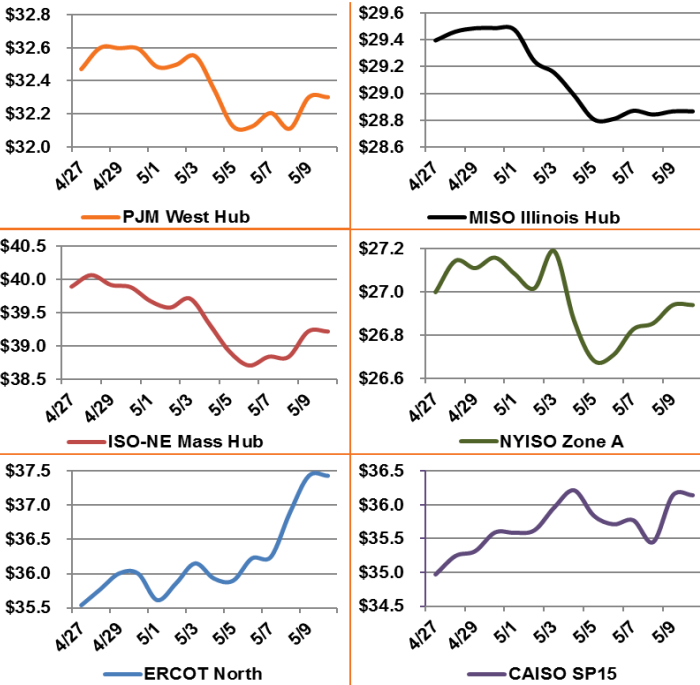 $32.8
$32.6
$32.4
$32.2
$32.0
4/27 4/29 5/1 5/3 5/5 5/7 5/9
PJM West Hub
$29.6
$29.4
$29.2
$29.0
$28.8
$28.6
4/27 4/29 5/1 5/3 5/5 5/7 5/9
MISO Illinois Hub
$40.5
$40.0
$39.5
$39.0
$38.5
4/27 4/29 5/1 5/3 5/5 5/7 5/9
ISO-NE Mass Hub
$27.2
$27.0
$26.8
$26.6
4/27 4/29 5/1 5/3 5/5 5/7 5/9
NYISO Zone A
$37.5
$37.0
$36.5
$36.0
$35.5
4/27 4/29 5/1 5/3 5/5 5/7 5/9
ERCOT North
$36.5
$36.0
$35.5
$35.0
$34.5
4/27 4/29 5/1 5/3 5/5 5/7 5/9
CAISO SP15